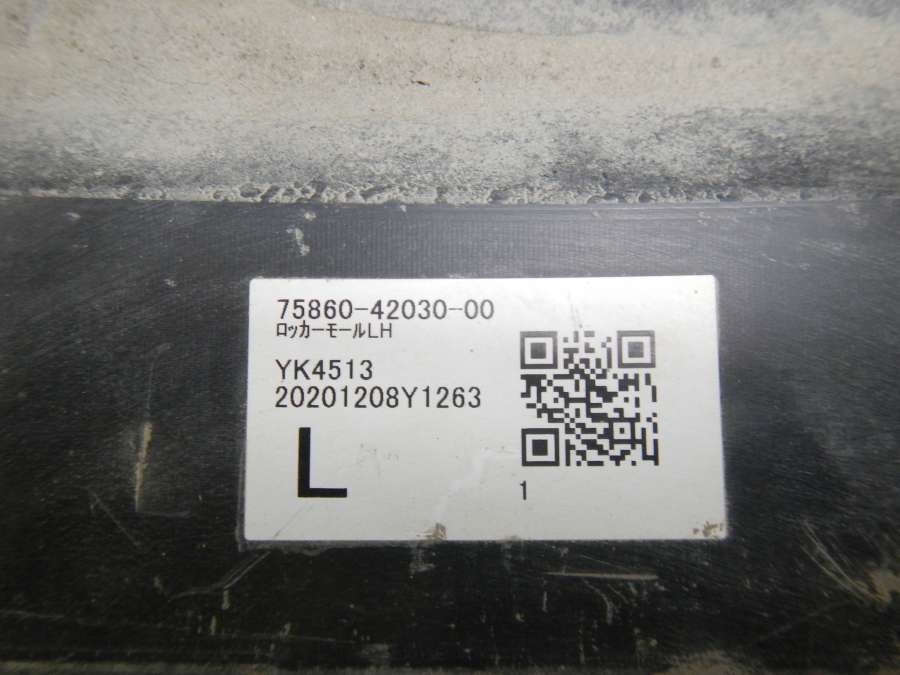 75860-42030-00
ﾛｯｶｰﾓｰﾙLH
YK4513
20201208Y1263
L
1